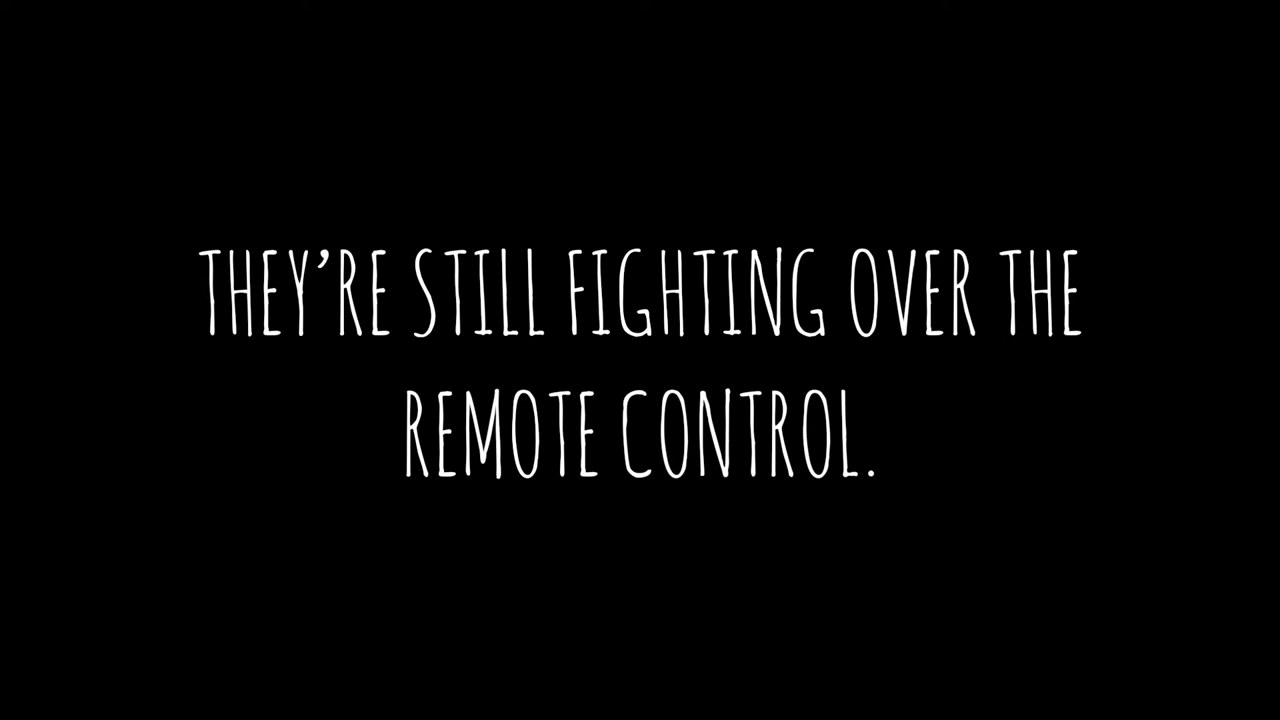 THEY’RE STILL FIGHTING OVER THE
REMOTE CONTROL.